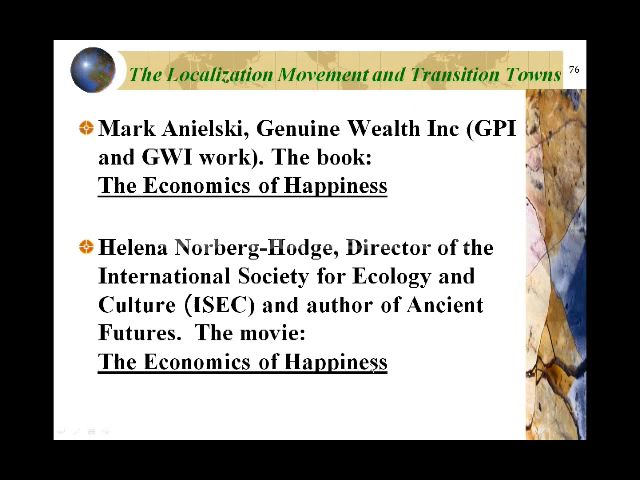 The Localization Movement and Transition Towns
76
Mark Anielski, Genuine Wealth Inc (GPI
and GWI work). The book:
The Economics of Happiness
Helena Norberg-Hodge, Director of the
International Society for Ecology and
Culture (ISEC) and author of Ancient
Futures. The movie:
The Economics of Happiness